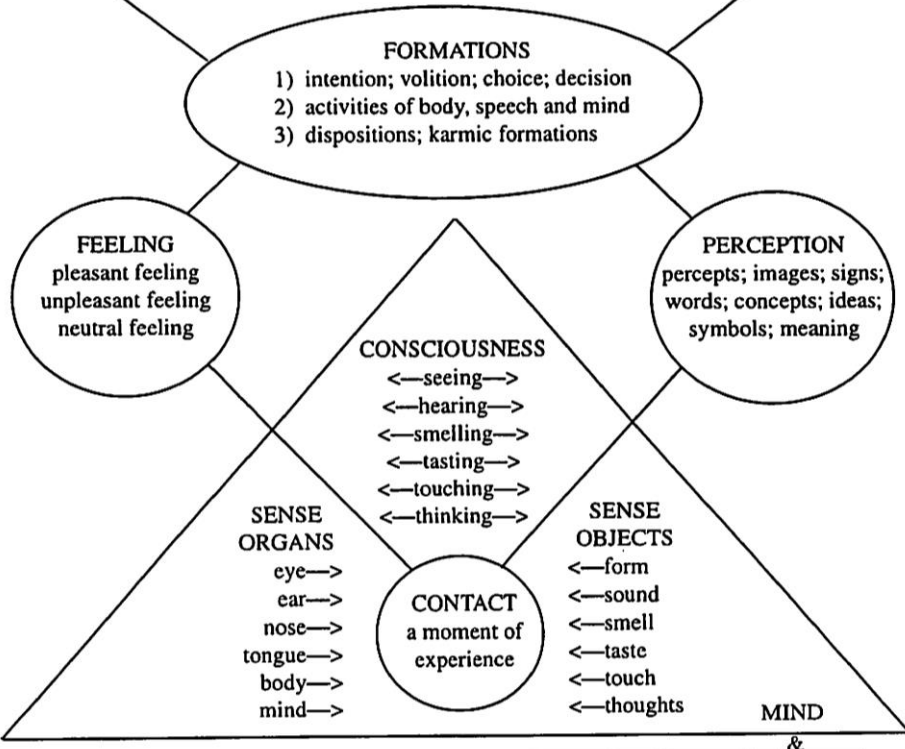 FORMATIONS
1) intention; volition; choice; decision
2) activities of body, speech and mind
3) dispositions; karmic formations
FEELING
pleasant feeling
unpleasant feeling
neutral feeling
PERCEPTION
percepts; images; signs;
words; concepts; ideas;
symbols; meaning
CONSCIOUSNESS
<—seeing—>
<—hearing—>
<—smelling—>
<—tasting—>
<—touching—>
<—thinking—>
SENSE
ORGANS
eye—>
ear—>
nose—>
tongue—>
body—>
mind—>
CONTACT
a moment of
experience
SENSE
OBJECTS
<—form
<—sound
<—smell
<—taste
<—touch
<—thoughts
MIND
&